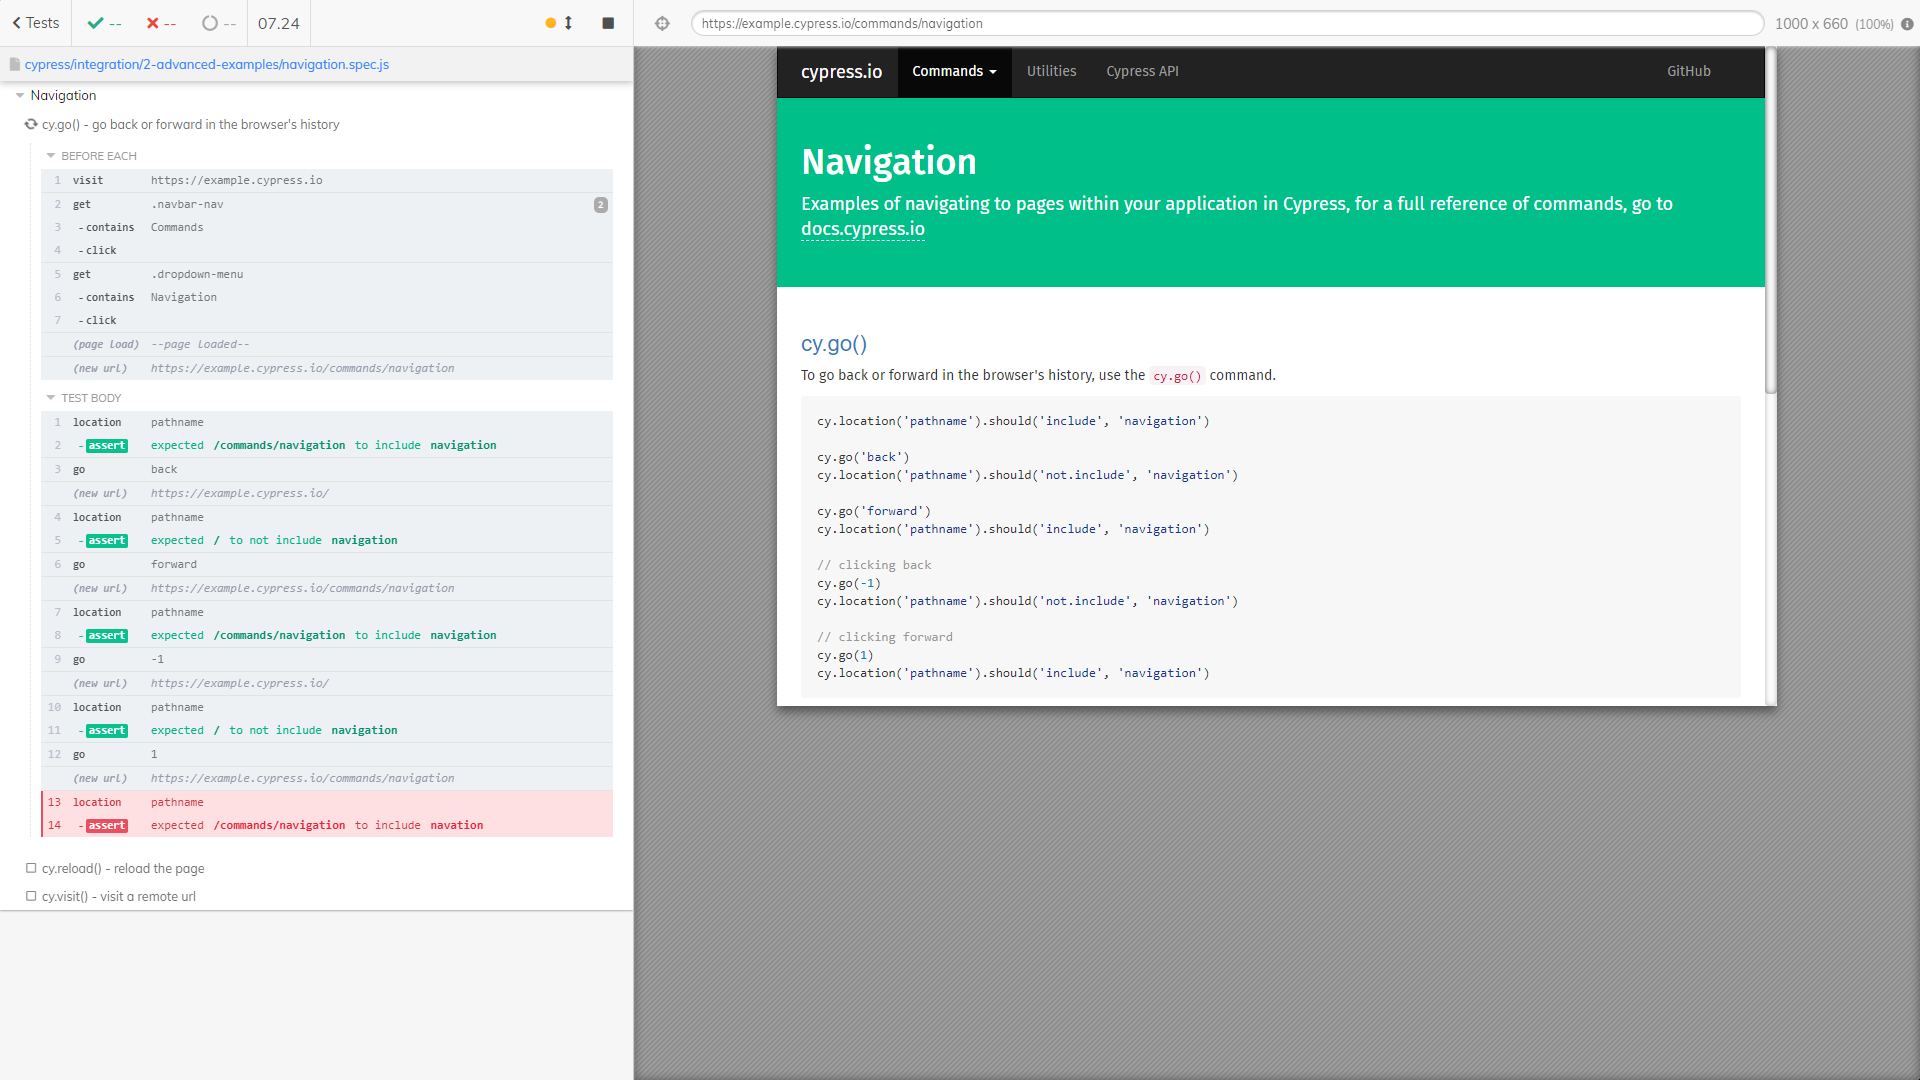 Tests
--
--
--
07.24
cypress/integration/2-advanced-examples/navigation.spec.js
Navigation
cy.go() - go back or forward in the browser's history
BEFORE EACH
1 visit https://example.cypress.io
2 get .navbar-nav 2
3 -contains Commands
4 -click
5 get .dropdown-menu
6 -contains Navigation
7 -click
(page load) --page loaded--
(new url) https://example.cypress.io/commands/navigation
TEST BODY
1 location pathname
2 -assert expected /commands/navigation to include navigation
3 go back
(new url) https://example.cypress.io/
4 location pathname
5 -assert expected / to not include navigation
6 go forward
(new url) https://example.cypress.io/commands/navigation
7 location pathname
8 -assert expected /commands/navigation to include navigation
9 go -1
(new url) https://example.cypress.io/
10 location pathname
11 -assert expected / to not include navigation
12 go 1
(new url) https://example.cypress.io/commands/navigation
13 location pathname
14 -assert expected /commands/navigation to include navation
cy.reload() - reload the page
cy.visit() - visit a remote url
https://example.cypress.io/commands/navigation
1000 x 660 (100%)
cypress.io Commands Utilities Cypress API GitHub
Navigation
Examples of navigating to pages within your application in Cypress, for a full reference of commands, go to
docs.cypress.io
cy.go()
To go back or forward in the browser's history, use the cy.go() command.
cy.location('pathname').should('include', 'navigation')
cy.go('back')
cy.location('pathname').should('not.include', 'navigation')
cy.go('forward')
cy.location('pathname').should('include', 'navigation')
// clicking back
cy.go(-1)
cy.location('pathname').should('not.include', 'navigation')
// clicking forward
cy.go(1)
cy.location('pathname').should('include', 'navigation')